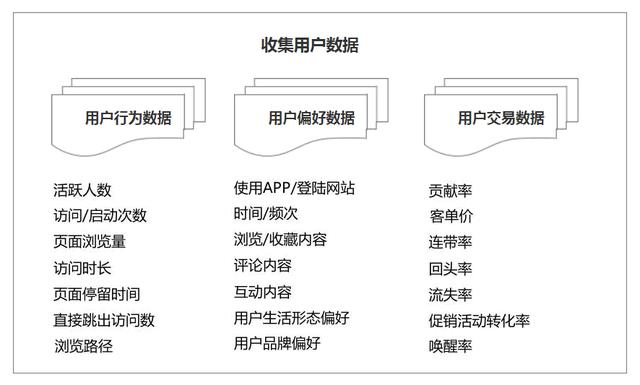 收集用户数据
用户行为数据
用户偏好数据
用户交易数据
活跃人数
访问/启动次数
页面浏览量
访问时长
页面停留时间
直接跳出访问数
浏览路径
使用APP/登陆网站
时间/频次
浏览/收藏内容
评论内容
互动内容
用户生活形态偏好
用户品牌偏好
贡献率
客单价
连带率
回头率
流失率
促销活动转化率
唤醒率